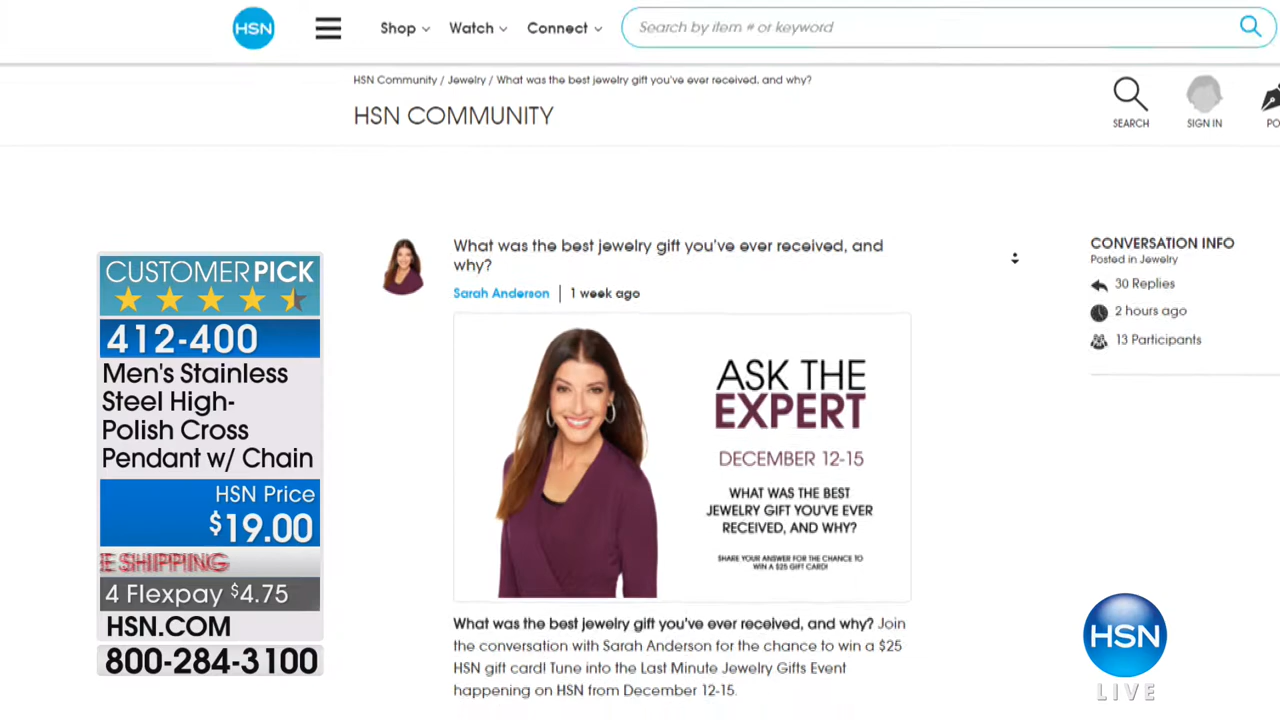 HSN
Shop
Watch
Connect
Search by item # or keyword
HSN Community / Jewelry / What was the best jewelry gift you've ever received, and why?
HSN COMMUNITY
SEARCH
SIGN IN
PO
CUSTOMER PICK
412-400
Men's Stainless
Steel High-
Polish Cross
Pendant w/ Chain
HSN Price
$19.00
E SHIPPING
4 Flexpay $4.75
HSN.COM
800-284-3100
What was the best jewelry gift you've ever received, and
why?
Sarah Anderson | 1 week ago
ASK THE
EXPERT
DECEMBER 12-15
WHAT WAS THE BEST
JEWELRY GIFT YOU'VE EVER
RECEIVED, AND WHY?
SHARE YOUR ANSWER FOR THE CHANCE TO
WIN A $25 GIFT CARD!
What was the best jewelry gift you've ever received, and why? Join
the conversation with Sarah Anderson for the chance to win a $25
HSN gift card! Tune into the Last Minute Jewelry Gifts Event
happening on HSN from December 12-15.
CONVERSATION INFO
Posted in Jewelry
30 Replies
2 hours ago
13 Participants
HSN
LIVE